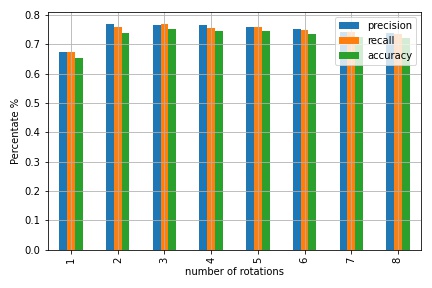 precision
recall
accuracy
0.8
0.7
0.6
0.5
0.4
0.3
0.2
0.1
0.0
Percentate %
1 2 3 4 5 6 7 8
number of rotations